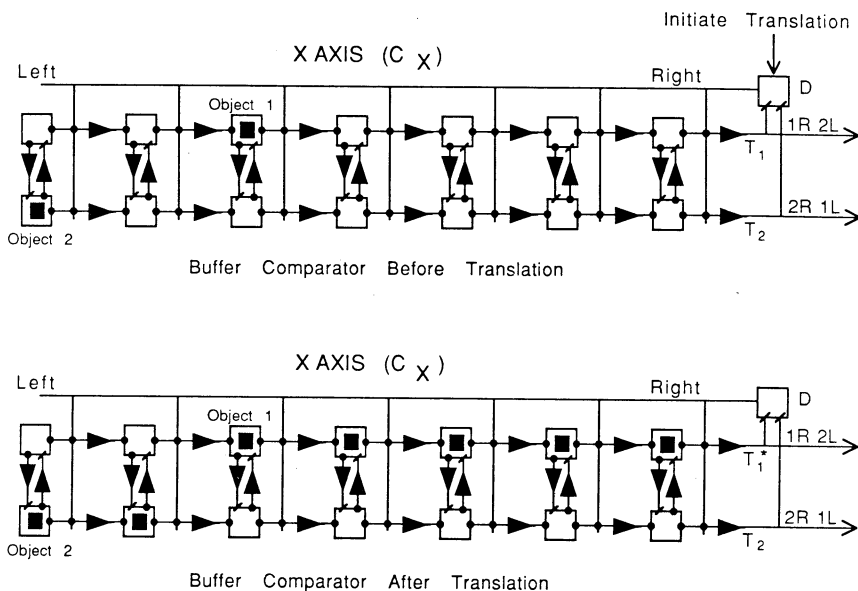 Initiate Translation
X AXIS (C X )
Left
Right
D
Object 1
1R 2L
T1
2R 1L
T2
Object 2
Buffer Comparator Before Translation
X AXIS (C X )
Left
Right
D
Object 1
1R 2L
T1*
2R 1L
T2
Object 2
Buffer Comparator After Translation